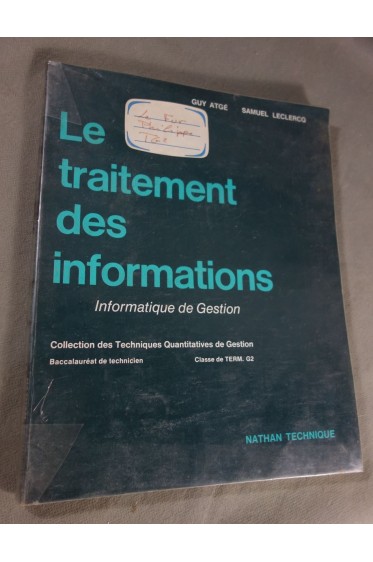 GUY ATGE SAMUEL LECLERCQ
Le
traitement
des
informations
Informatique de Gestion
Collection des Techniques Quantitatives de Gestion
Baccalauréat de technicien Classe de TERM. G2
NATHAN TECHNIQUE